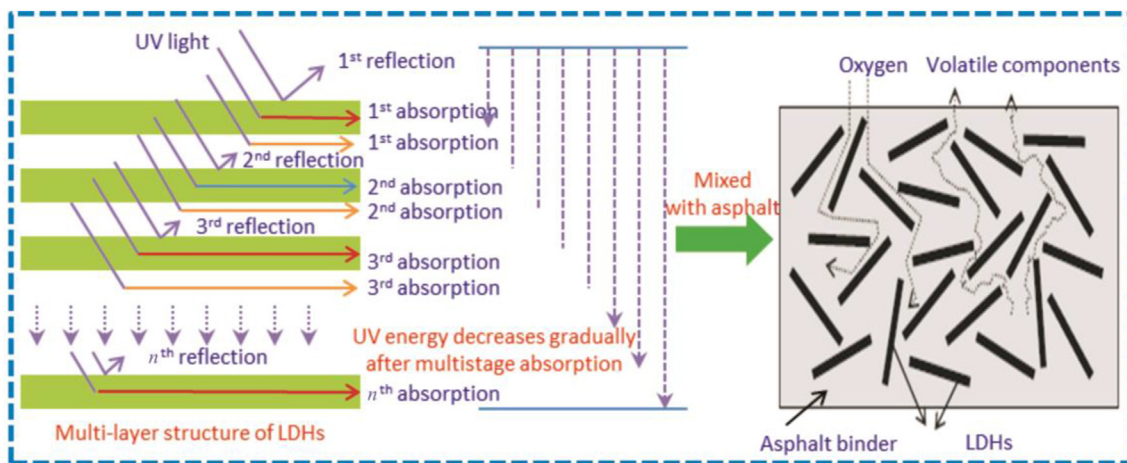 UV light
1st reflection
1st absorption
1st absorption
2nd reflection
2nd absorption
2nd absorption
3rd reflection
3rd absorption
3rd absorption
nth reflection
nth absorption
Multi-layer structure of LDHs
UV energy decreases gradually
after multistage absorption
Mixed
with asphalt
Oxygen
Volatile components
Asphalt binder
LDHs